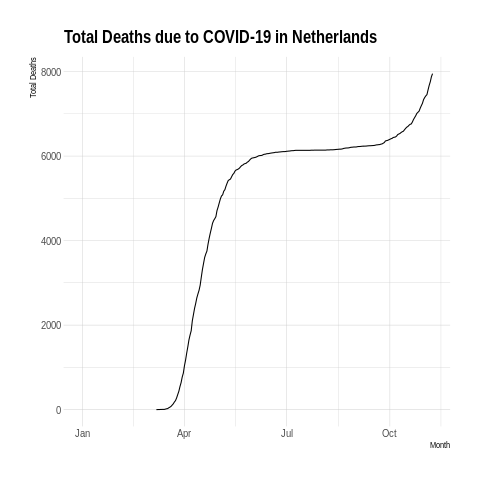 Total Deaths due to COVID-19 in Netherlands
Total Deaths
8000
6000
4000
2000
0
Jan Apr Jul Oct
Month